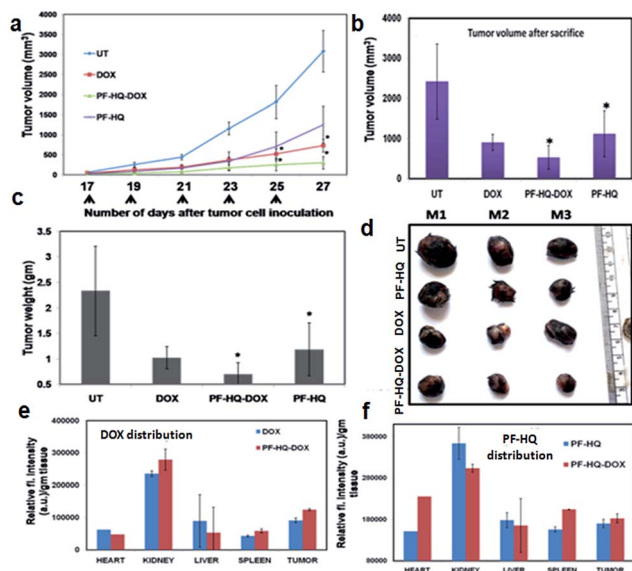 a
Tumor volume (mm³)
4000
3500
3000
2500
2000
1500
1000
500
0
UT
DOX
PF-HQ-DOX
PF-HQ
*
*
*
*
17 19 21 23 25 27
Number of days after tumor cell inoculation
b
Tumor volume after sacrifice
Tumor volume (mm³)
4000
3000
2000
1000
0
*
*
UT DOX PF-HQ-DOX PF-HQ
c
Tumor weight (gm)
3.5
3
2.5
2
1.5
1
0.5
*
*
UT DOX PF-HQ-DOX PF-HQ
d
M1 M2 M3
UT
PF-HQ
DOX
PF-HQ-DOX
e
DOX distribution
DOX
PF-HQ-DOX
Relative fl. Intensity
(a.u.)/gm tissue
400000
300000
200000
100000
0
HEART KIDNEY LIVER SPLEEN TUMOR
f
PF-HQ
distribution
PF-HQ
PF-HQ-DOX
Relative fl. Intensity (a.u.)/gm
tissue
380000
280000
180000
80000
HEART KIDNEY LIVER SPLEEN TUMOR